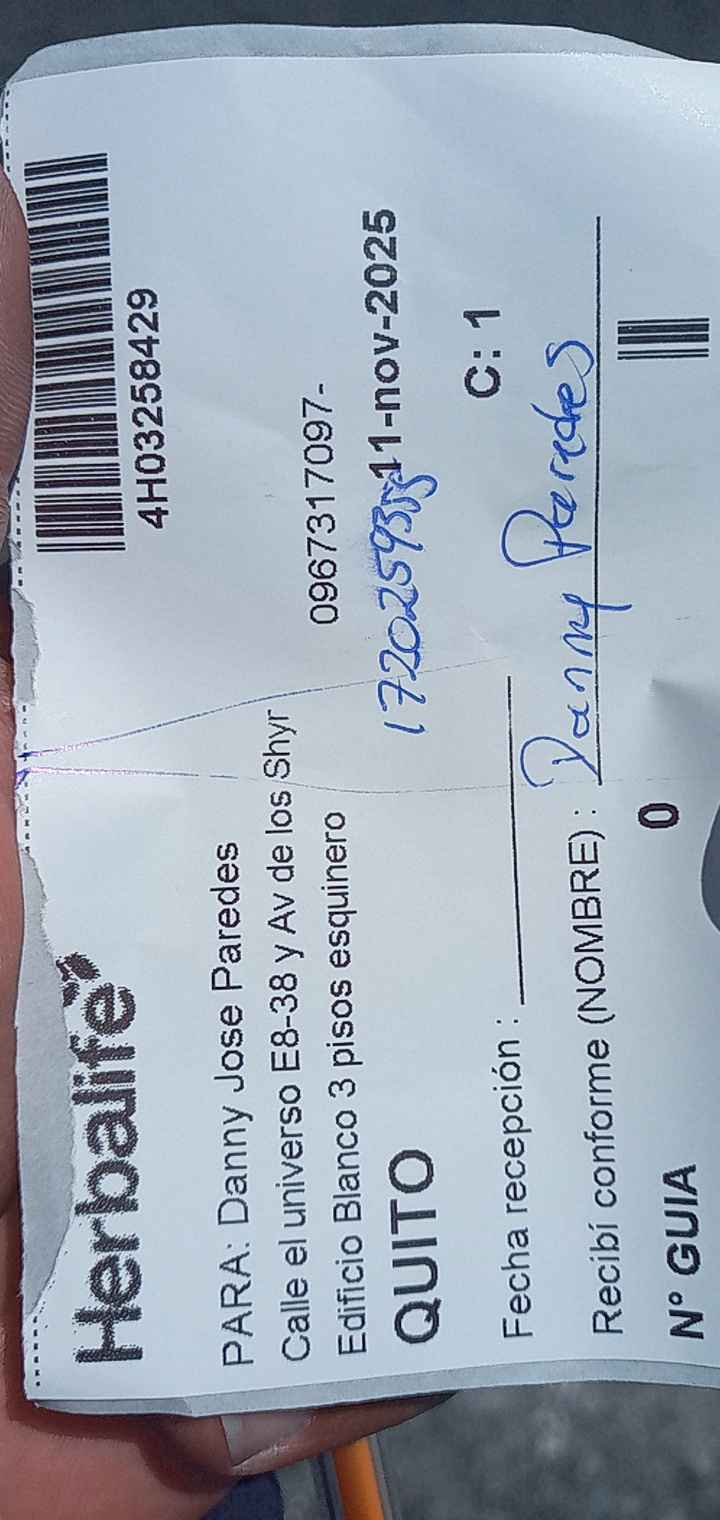 Herbalife
4H03258429
PARA: Danny Jose Paredes
Calle el universo E8-38 y Av de los Shyr
Edificio Blanco 3 pisos esquinero
0967317097-
QUITO
11-nov-2025
C: 1
Fecha recepción :
Recibí conforme (NOMBRE) : Danny Paredes
N° GUIA
0